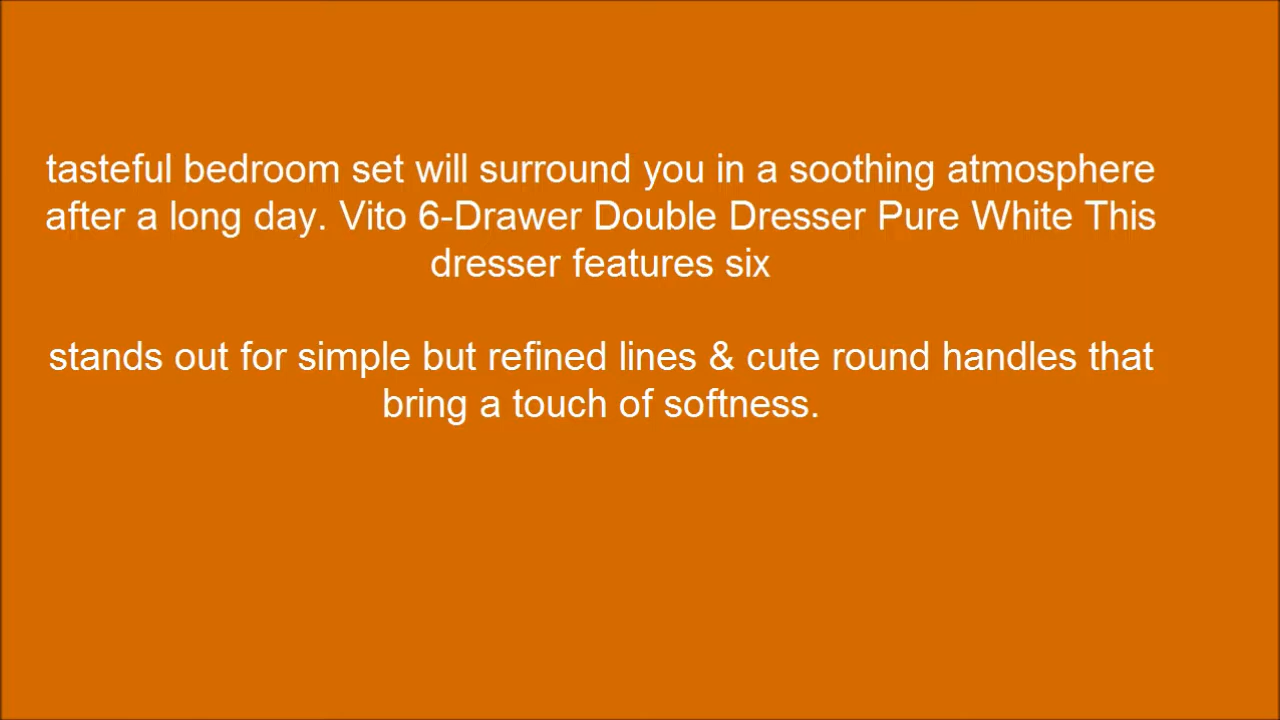 tasteful bedroom set will surround you in a soothing atmosphere
after a long day. Vito 6-Drawer Double Dresser Pure White This
dresser features six
stands out for simple but refined lines & cute round handles that
bring a touch of softness.